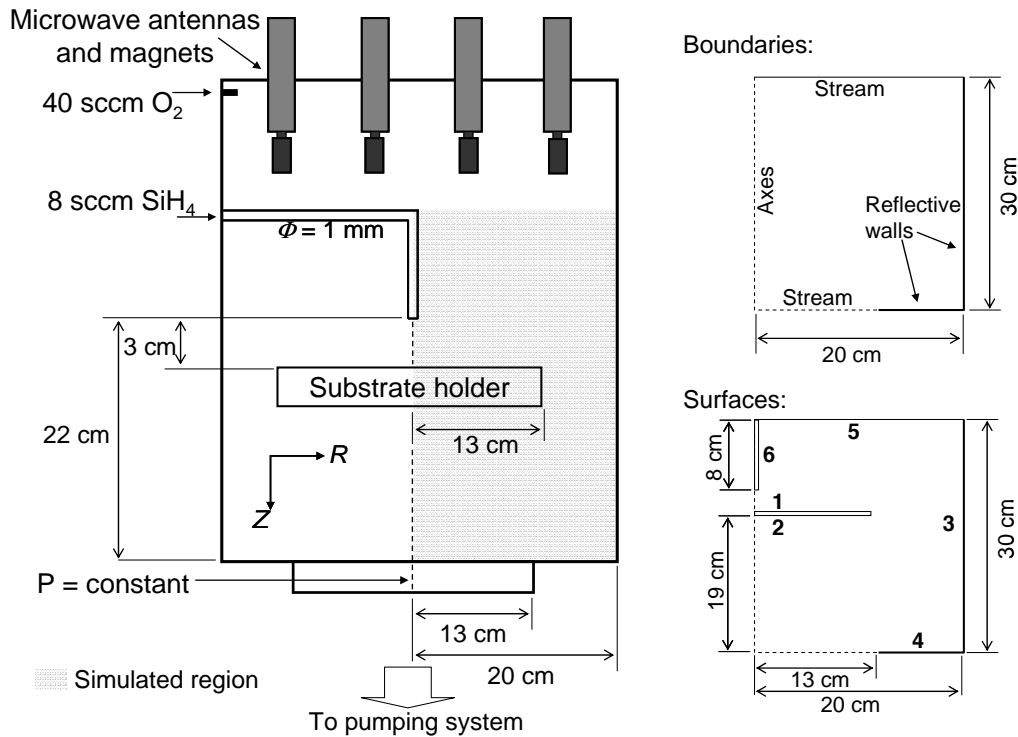 Microwave antennas
and magnets
40 sccm O₂
8 sccm SiH₄
Φ = 1 mm
3 cm
Substrate holder
22 cm
13 cm
R
Z
P = constant
13 cm
20 cm
Simulated region
To pumping system
Boundaries:
Stream
Axes
30 cm
Reflective
walls
Stream
20 cm
Surfaces:
5
8 cm
6
1
2
3
30 cm
19 cm
4
13 cm
20 cm